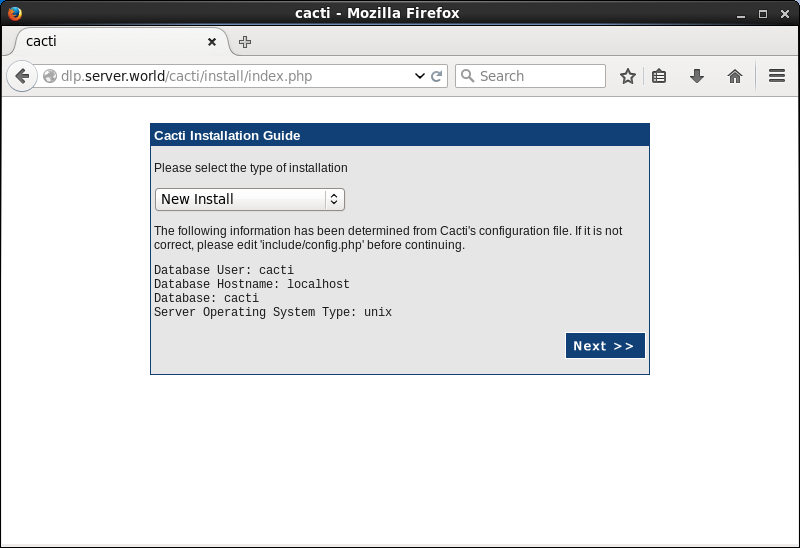 cacti - Mozilla Firefox
cacti
dlp.server.world/cacti/install/index.php
Search
Cacti Installation Guide
Please select the type of installation
New Install
The following information has been determined from Cacti's configuration file. If it is not
correct, please edit 'include/config.php' before continuing.
Database User: cacti
Database Hostname: localhost
Database: cacti
Server Operating System Type: unix
Next >>